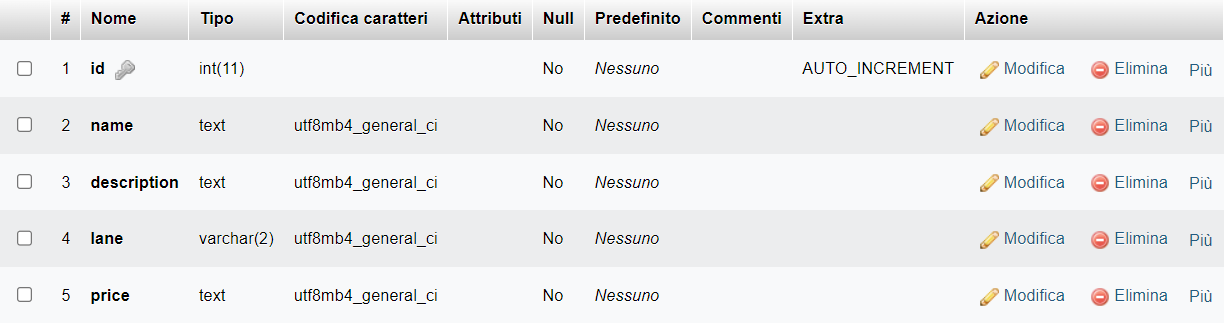 # Nome Tipo Codifica caratteri Attributi Null Predefinito Commenti Extra Azione
1 id int(11) No Nessuno AUTO_INCREMENT Modifica Elimina Più
2 name text utf8mb4_general_ci No Nessuno Modifica Elimina Più
3 description text utf8mb4_general_ci No Nessuno Modifica Elimina Più
4 lane varchar(2) utf8mb4_general_ci No Nessuno Modifica Elimina Più
5 price text utf8mb4_general_ci No Nessuno Modifica Elimina Più